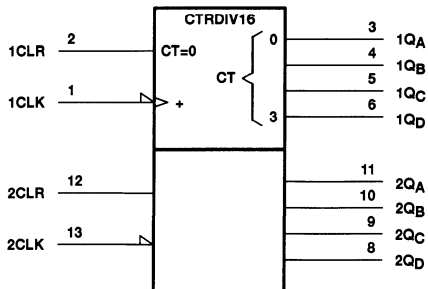 CTRDIV16
1CLR 2 CT=0 0 3 1QA
4 1QB
CT
1CLK 1 + 5 1QC
3 6 1QD
2CLR 12 11 2QA
10 2QB
2CLK 13 9 2QC
8 2QD